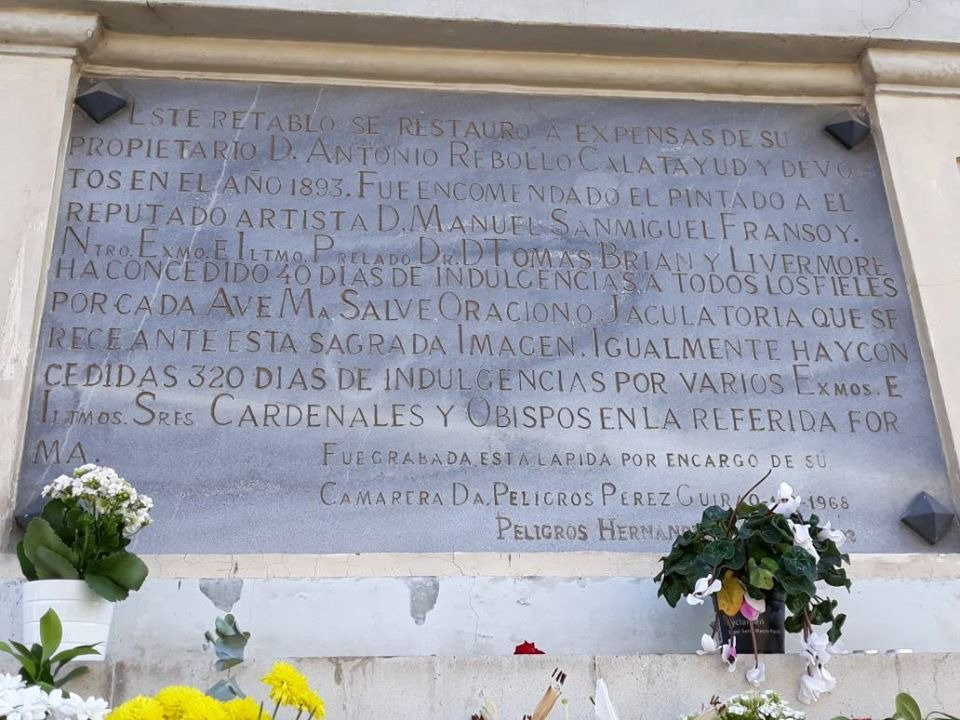 ESTE RETABLO SE RESTAURO A EXPENSAS DE SU
PROPIETARIO D. ANTONIO REBOLLO CALATAYUD Y DEVO
TOS EN EL AÑO 1893. FUE ENCOMENDADO EL PINTADO A EL
REPUTADO ARTISTA D. MANUEL SANMIGUEL FRANSOY.
NTRO. EXMO. E ILTMO. PRELADO DR. D TOMAS BRIAN Y LIVERMORE
HA CONCEDIDO 40 DIAS DE INDULGENCIAS A TODOS LOS FIELES
POR CADA AVE MA. SALVE ORACION O JACULATORIA QUE SE
RECE ANTE ESTA SAGRADA IMAGEN. IGUALMENTE HAY CON
CEDIDAS 320 DIAS DE INDULGENCIAS POR VARIOS EXMOS. E
ILTMOS. SRES CARDENALES Y OBISPOS EN LA REFERIDA FOR
MA.
FUE GRABADA ESTA LAPIDA POR ENCARGO DE SU
CAMARERA DA. PELIGROS PEREZ GUIRAO 1968
PELIGROS